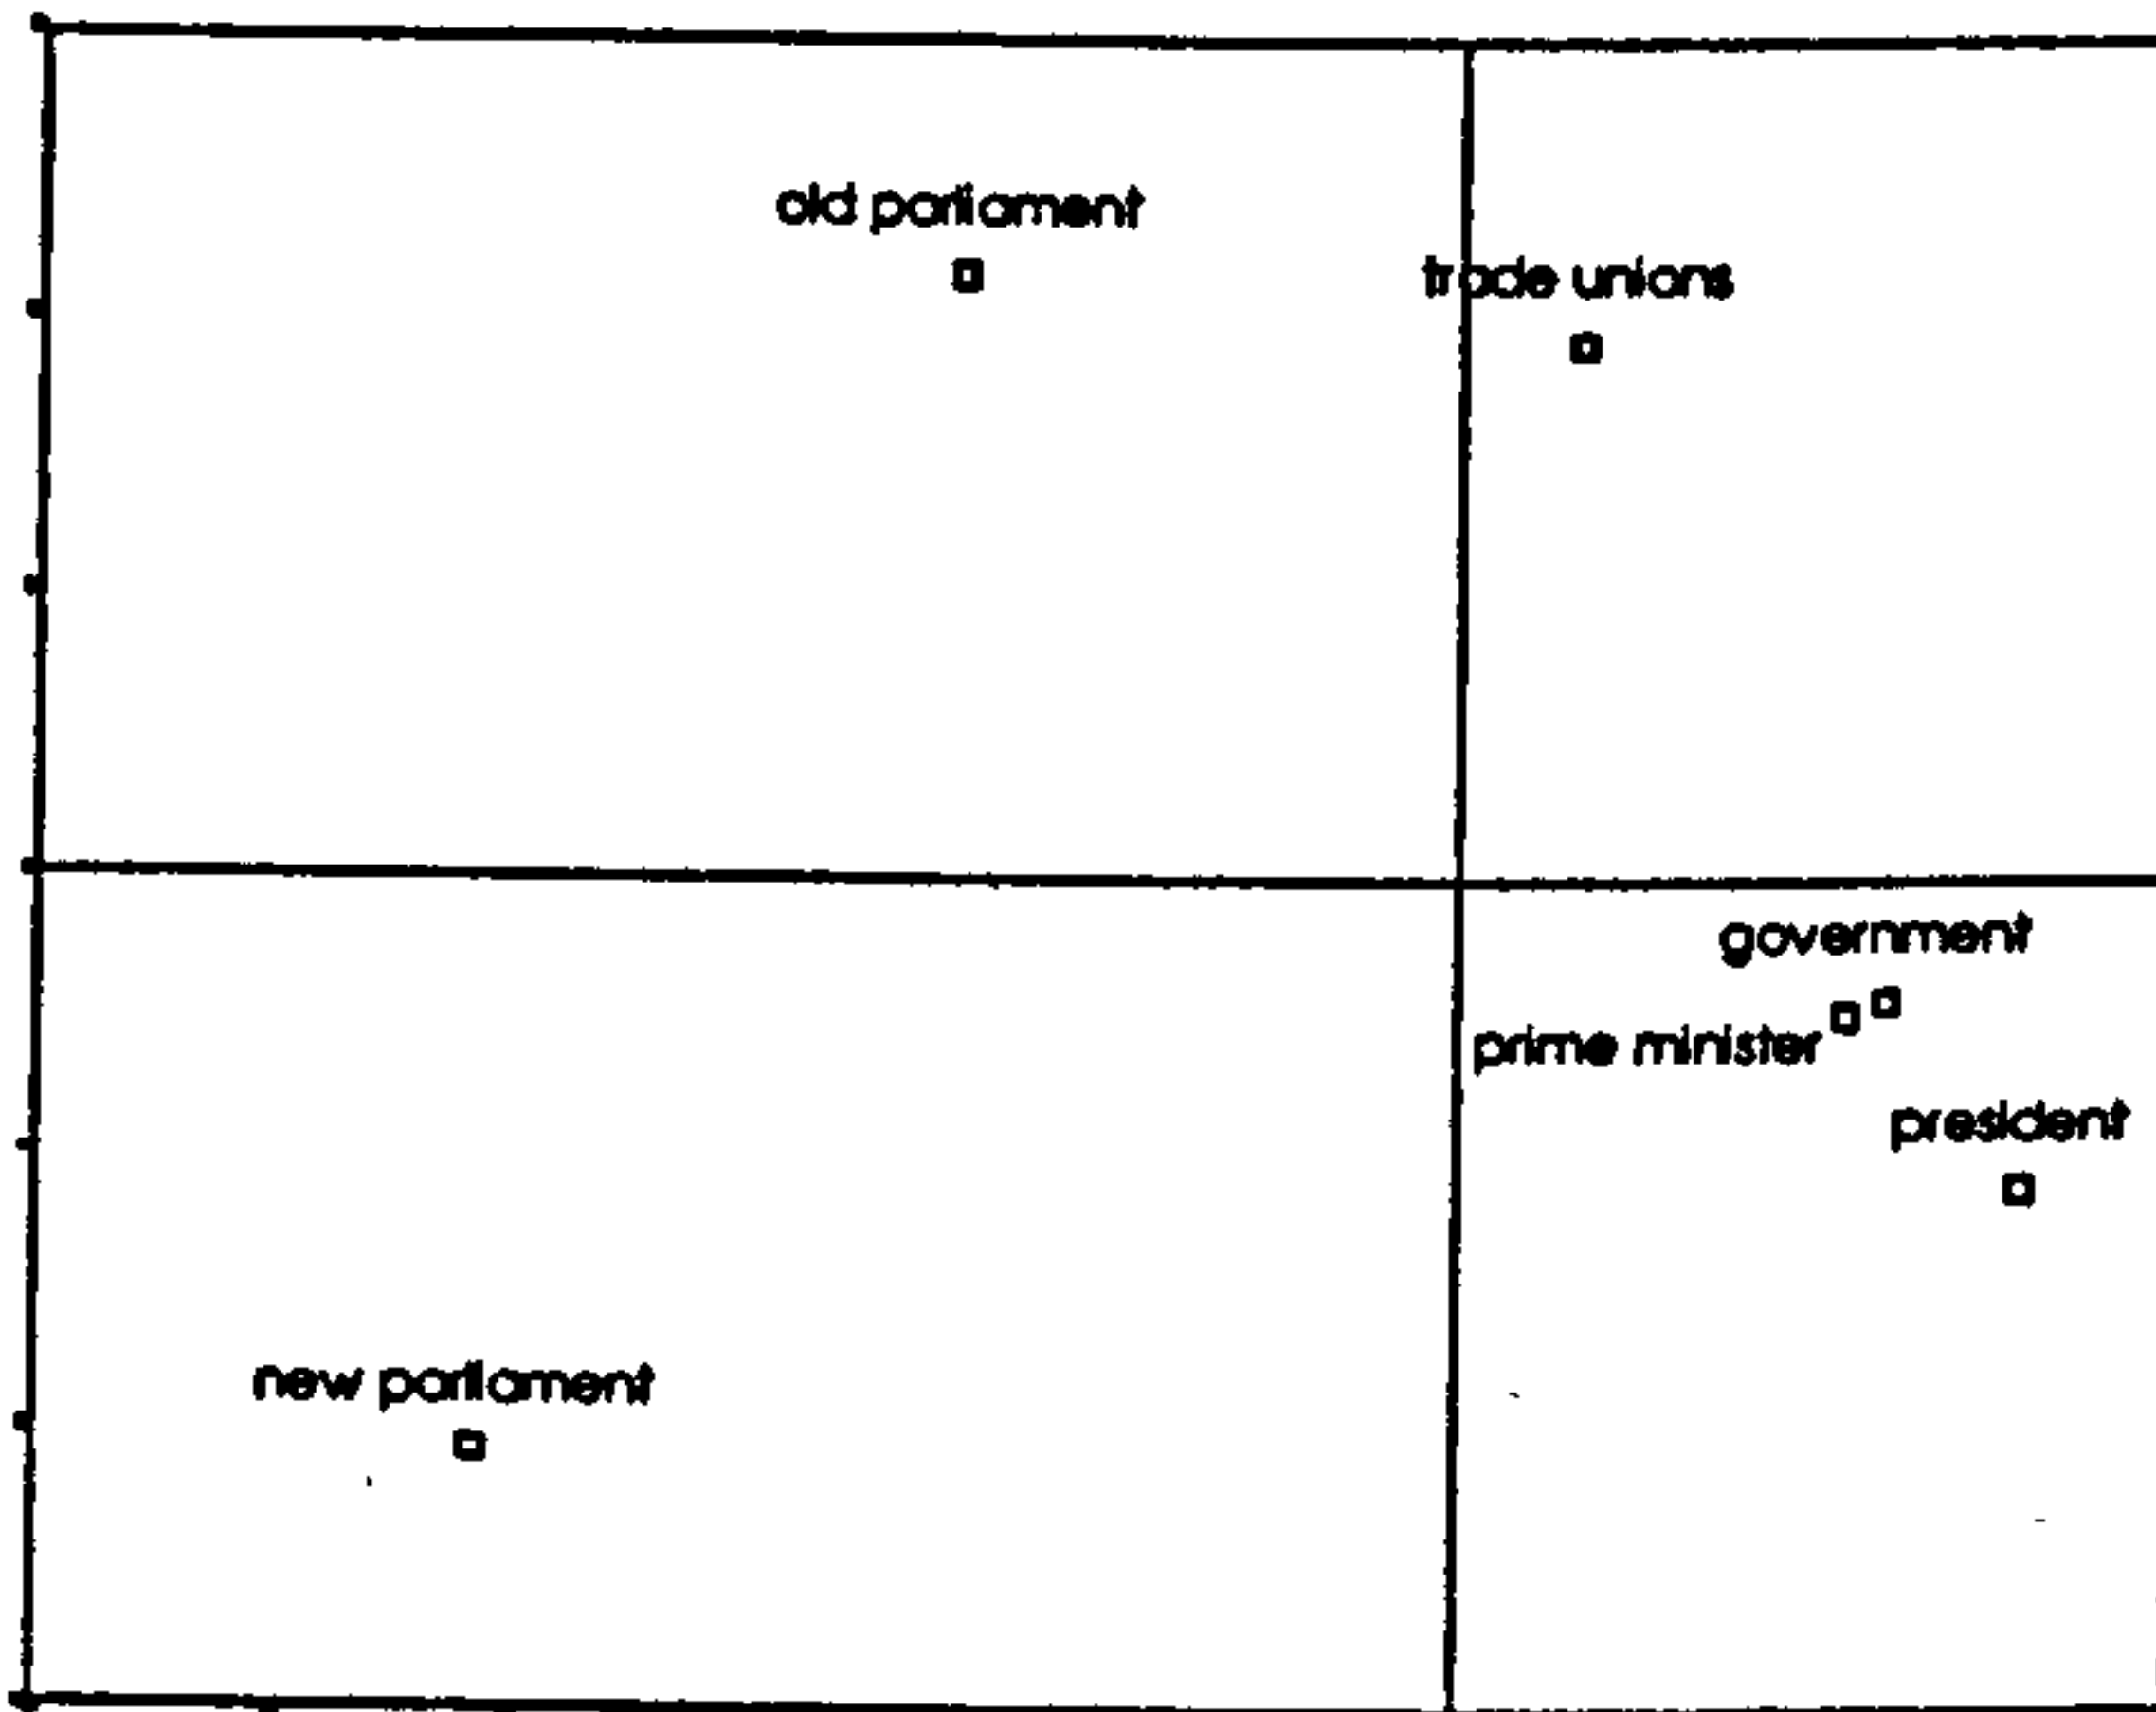 old parliament
trade unions
government
prime minister
president
new parliament